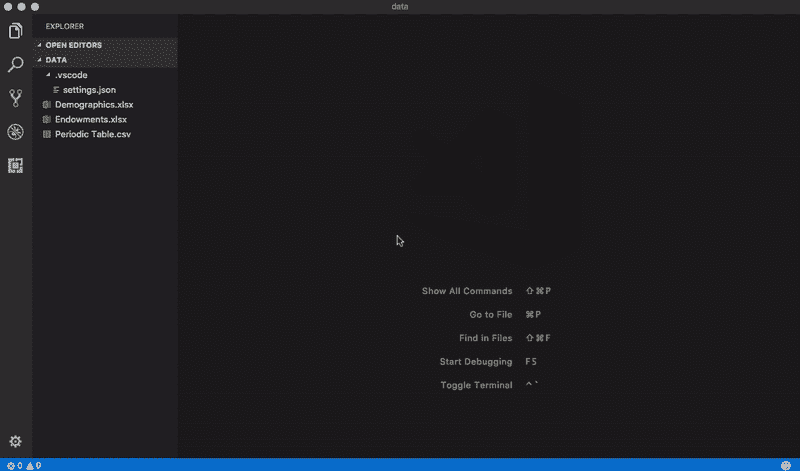 data
EXPLORER
OPEN EDITORS
DATA
.vscode
settings.json
Demographics.xlsx
Endowments.xlsx
Periodic Table.csv
Show All Commands ⇧⌘P
Go to File ⌘P
Find in Files ⇧⌘F
Start Debugging F5
Toggle Terminal ⌃`
0 0